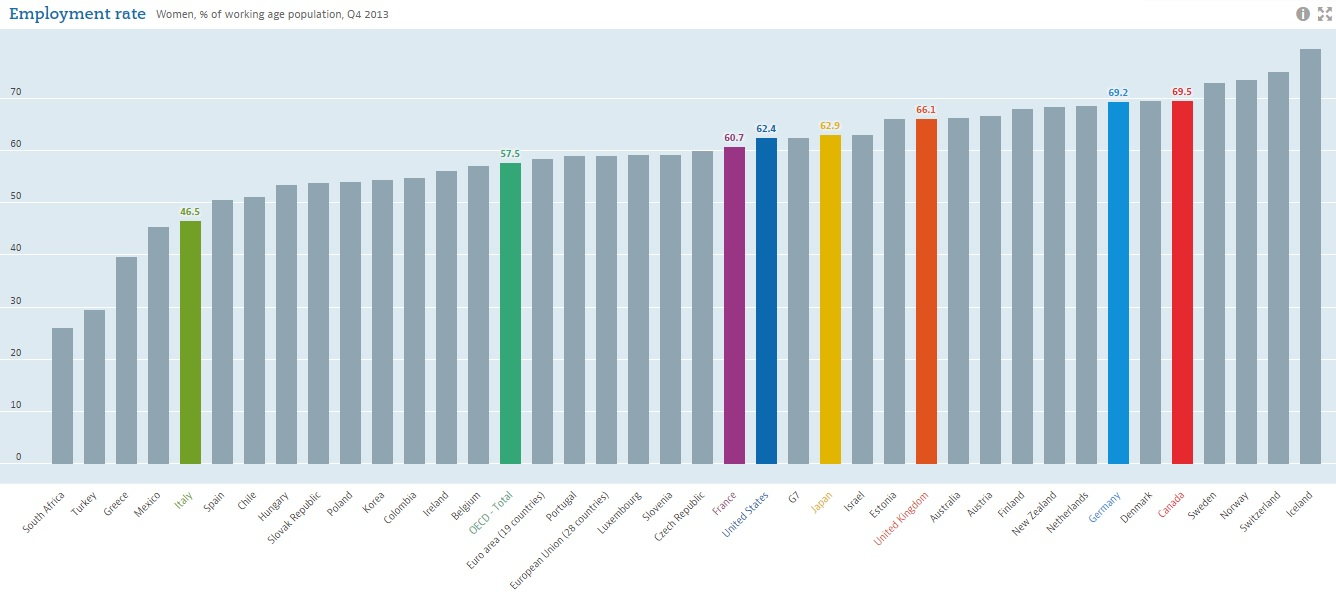 Employment rate Women, % of working age population, Q4 2013
70
60
50
40
30
20
10
0
46.5
57.5
60.7
62.4
62.9
66.1
69.2
69.5
South Africa
Turkey
Greece
Mexico
Italy
Spain
Chile
Hungary
Slovak Republic
Poland
Korea
Colombia
Ireland
Belgium
OECD - Total
Euro area (19 countries)
Portugal
European Union (28 countries)
Luxembourg
Slovenia
Czech Republic
France
United States
G7
Japan
Israel
Estonia
United Kingdom
Australia
Austria
Finland
New Zealand
Netherlands
Germany
Denmark
Canada
Sweden
Norway
Switzerland
Iceland